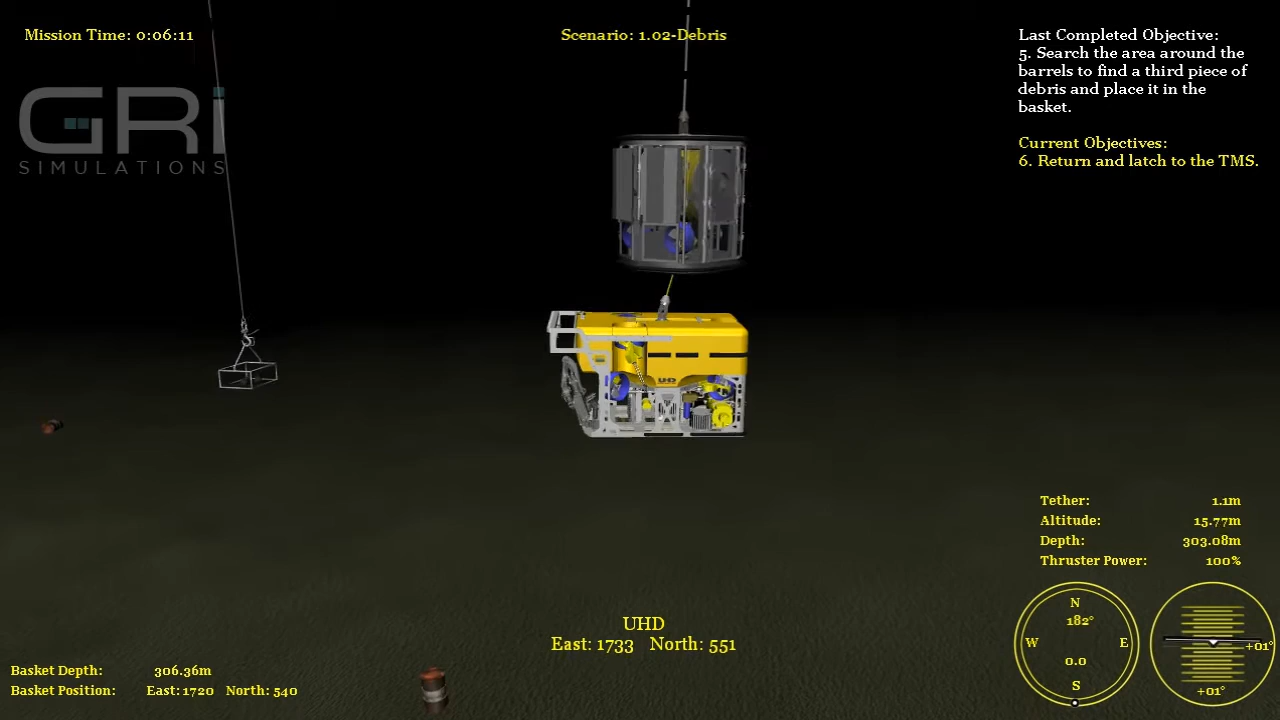 Mission Time: 0:06:11
Scenario: 1.02-Debris
Last Completed Objective:
5. Search the area around the
barrels to find a third piece of
debris and place it in the
basket.
Current Objectives:
6. Return and latch to the TMS.
GRI
SIMULATIONS
UHD
Tether: 1.1m
Altitude: 15.77m
Depth: 303.08m
Thruster Power: 100%
UHD
East: 1733 North: 551
Basket Depth: 306.36m
Basket Position: East: 1720 North: 540
N
182°
W E
0.0
S
+01°
+01°